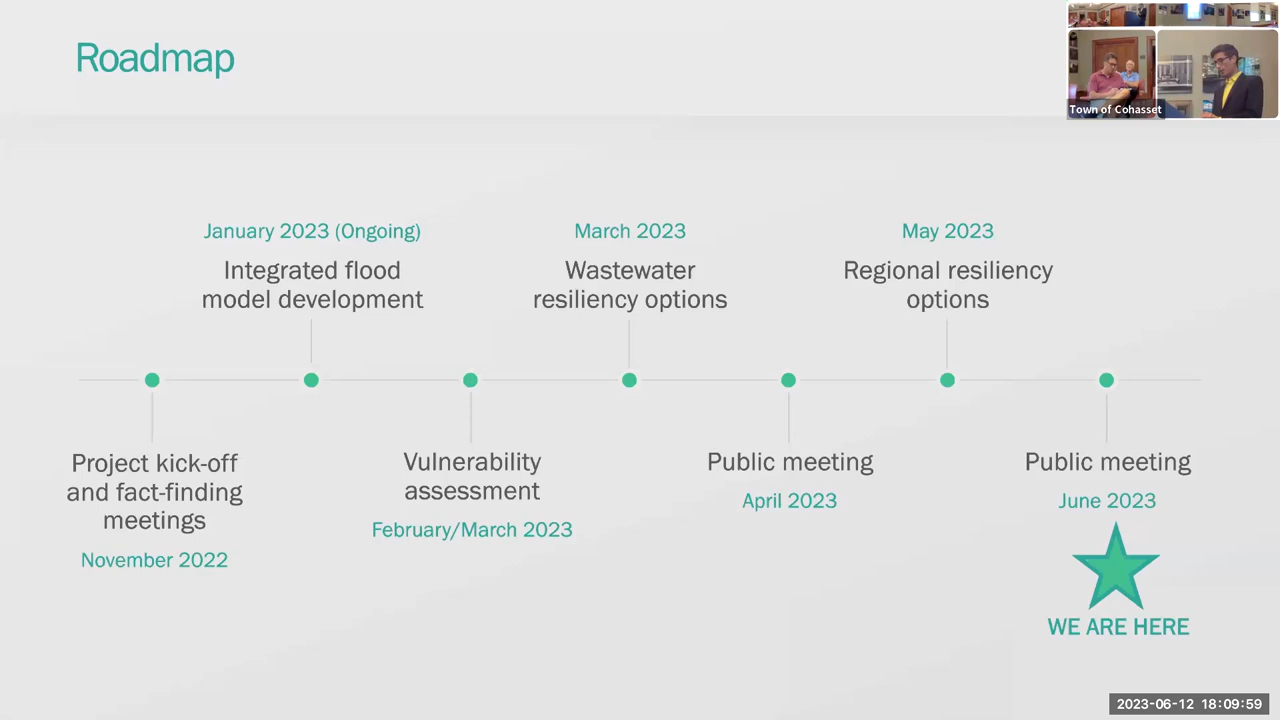 Roadmap
Town of Cohasset
January 2023 (Ongoing)
Integrated flood
model development
March 2023
Wastewater
resiliency options
May 2023
Regional resiliency
options
Project kick-off
and fact-finding
meetings
November 2022
Vulnerability
assessment
February/March 2023
Public meeting
April 2023
Public meeting
June 2023
WE ARE HERE
2023-06-12 18:09:59